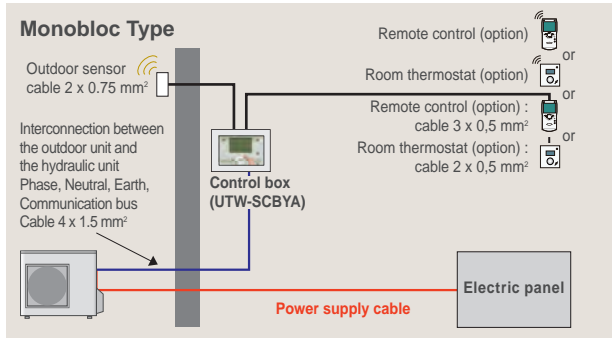 Monobloc Type
Outdoor sensor
cable 2 x 0.75 mm²
Interconnection between
the outdoor unit and
the hydraulic unit
Phase, Neutral, Earth,
Communication bus
Cable 4 x 1.5 mm²
Control box
(UTW-SCBYA)
Remote control (option)
or
Room thermostat (option)
or
Remote control (option) :
cable 3 x 0,5 mm²
or
Room thermostat (option) :
cable 2 x 0,5 mm²
Power supply cable
Electric panel